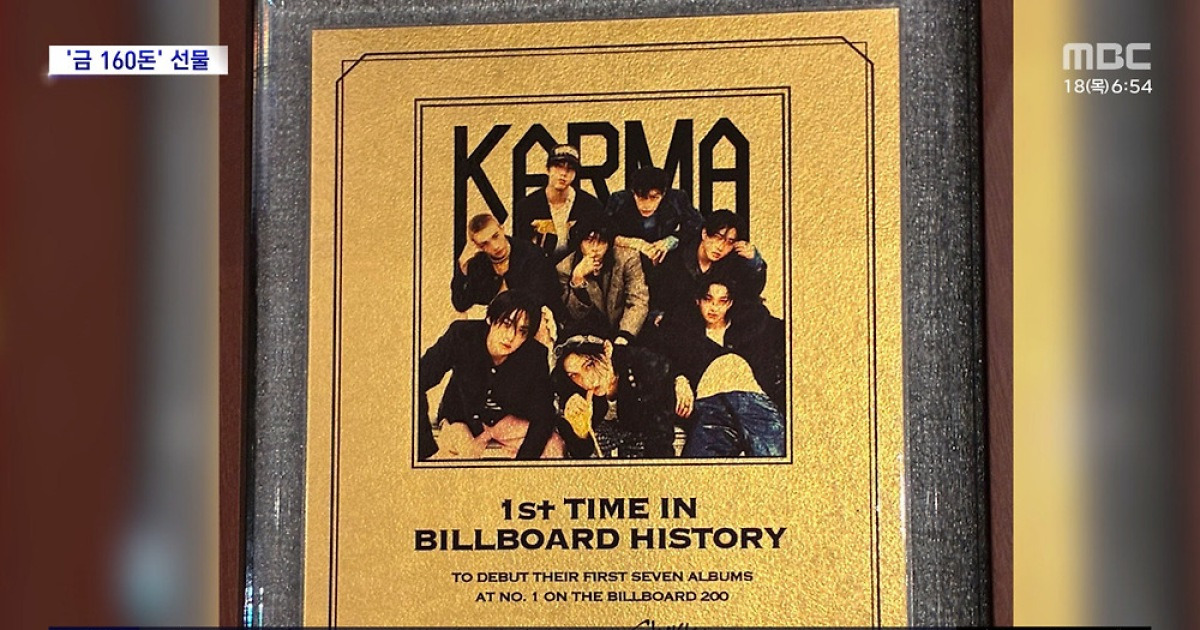 '금 160돈' 선물
MBC
18(목)6:54
KARMA
1st TIME IN
BILLBOARD HISTORY
TO DEBUT THEIR FIRST SEVEN ALBUMS
AT NO. 1 ON THE BILLBOARD 200